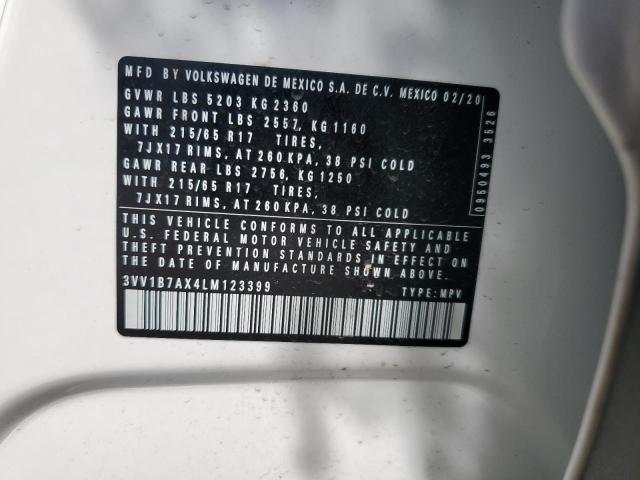 MFD BY VOLKSWAGEN DE MEXICO S.A. DE C.V. MEXICO 02/20
GVWR LBS 5203 KG 2360
GAWR FRONT LBS 2557, KG 1160
WITH 215/65 R17 TIRES,
7JX17 RIMS, AT 260 KPA, 38 PSI COLD
GAWR REAR LBS 2756, KG 1250
WITH 215/65 R17 TIRES,
7JX17 RIMS, AT 260 KPA, 38 PSI COLD
THIS VEHICLE CONFORMS TO ALL APPLICABLE
U.S. FEDERAL MOTOR VEHICLE SAFETY AND
THEFT PREVENTION STANDARDS IN EFFECT ON
THE DATE OF MANUFACTURE SHOWN ABOVE.
3VV1B7AX4LM123399 TYPE: MPV
0950493 3526